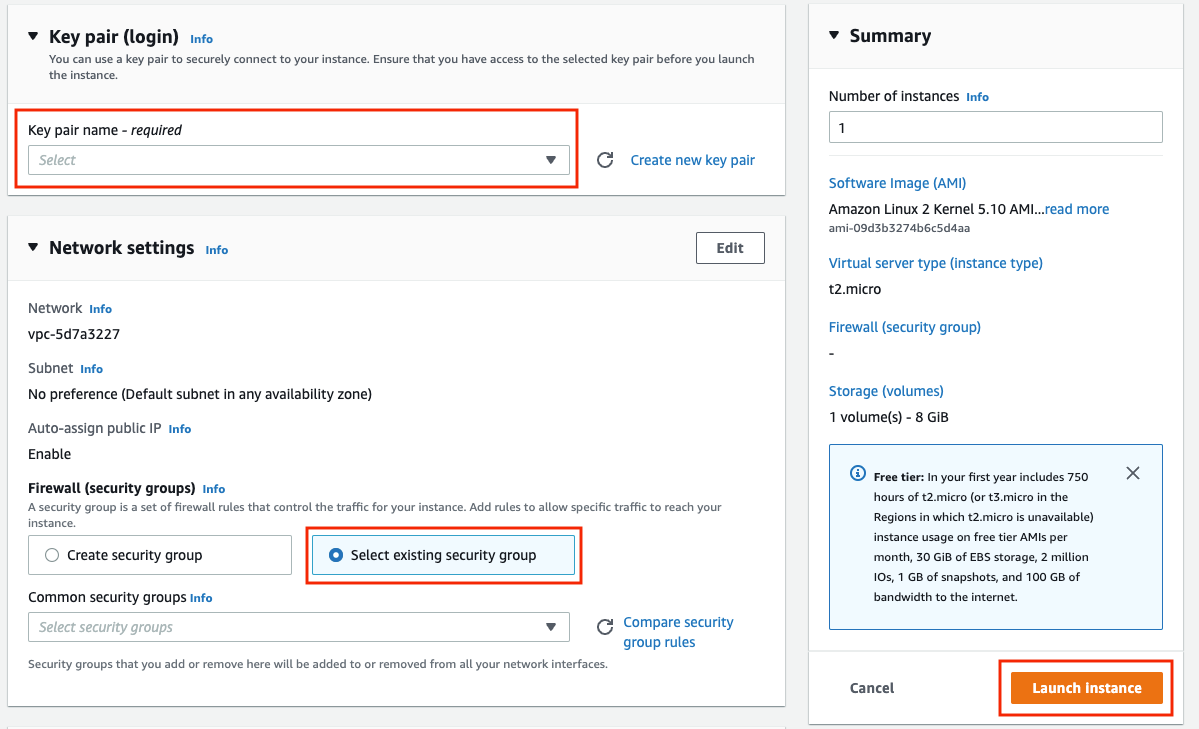 Key pair (login) Info
You can use a key pair to securely connect to your instance. Ensure that you have access to the selected key pair before you launch
the instance.
Key pair name - required
Select
Create new key pair
Network settings Info
Edit
Network Info
vpc-5d7a3227
Subnet Info
No preference (Default subnet in any availability zone)
Auto-assign public IP Info
Enable
Firewall (security groups) Info
A security group is a set of firewall rules that control the traffic for your instance. Add rules to allow specific traffic to reach your
instance.
Create security group
Select existing security group
Common security groups Info
Select security groups
Compare security
group rules
Security groups that you add or remove here will be added to or removed from all your network interfaces.
Summary
Number of instances Info
1
Software Image (AMI)
Amazon Linux 2 Kernel 5.10 AMI...read more
ami-09d3b3274b6c5d4aa
Virtual server type (instance type)
t2.micro
Firewall (security group)
-
Storage (volumes)
1 volume(s) - 8 GiB
Free tier: In your first year includes 750
hours of t2.micro (or t3.micro in the
Regions in which t2.micro is unavailable)
instance usage on free tier AMIs per
month, 30 GiB of EBS storage, 2 million
IOs, 1 GB of snapshots, and 100 GB of
bandwidth to the internet.
Cancel
Launch instance